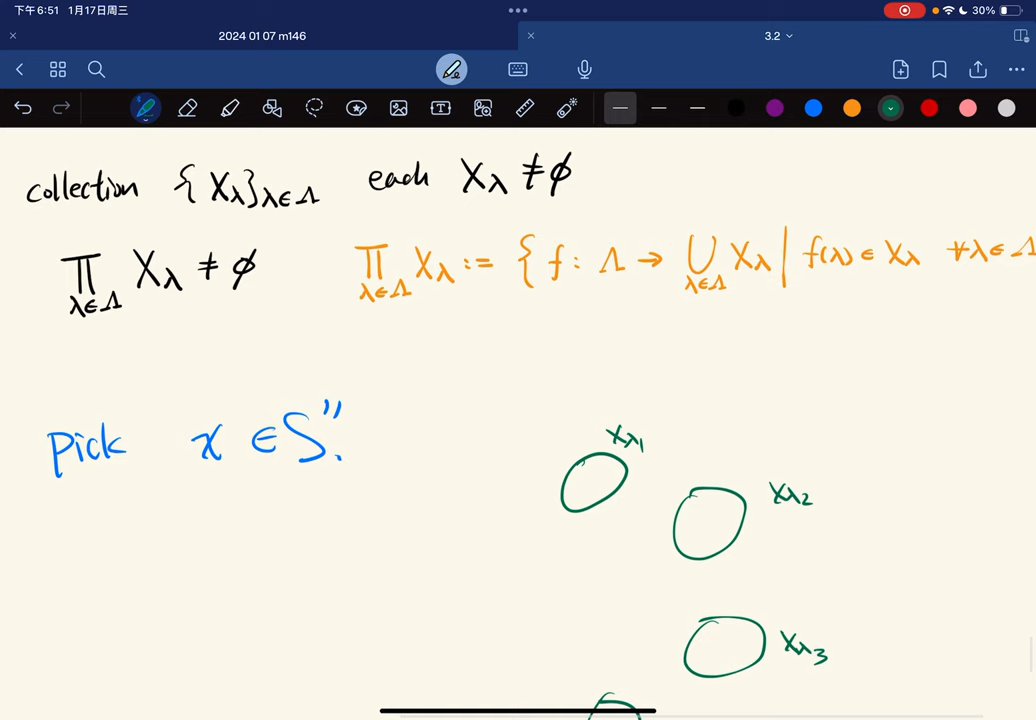 下午6:51 1月17日周三
30%
2024 01 07 m146
3.2
collection {Xλ}λ∈Λ each Xλ ≠ ϕ
∏λ∈Λ Xλ ≠ ϕ
∏λ∈Λ Xλ := { f : Λ → ∪λ∈Λ Xλ | f(λ) ∈ Xλ ∀λ∈Λ
pick x ∈ S."
Xλ1
Xλ2
Xλ3